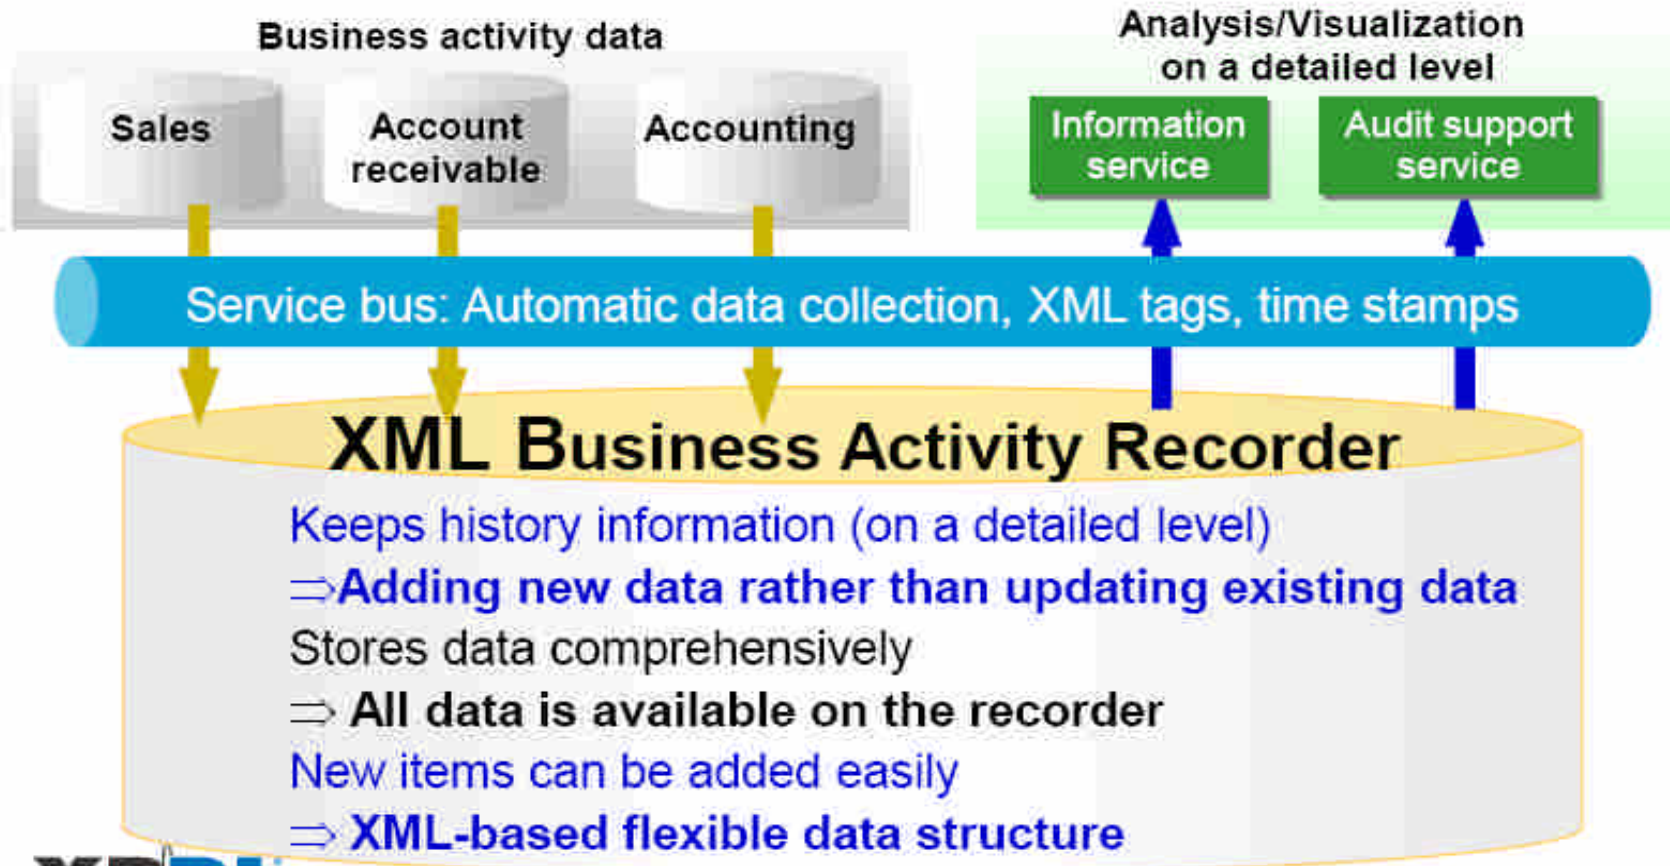 Business activity data
Sales
Account
receivable
Accounting
Analysis/Visualization
on a detailed level
Information
service
Audit support
service
Service bus: Automatic data collection, XML tags, time stamps
XML Business Activity Recorder
Keeps history information (on a detailed level)
⇒Adding new data rather than updating existing data
Stores data comprehensively
⇒ All data is available on the recorder
New items can be added easily
⇒ XML-based flexible data structure